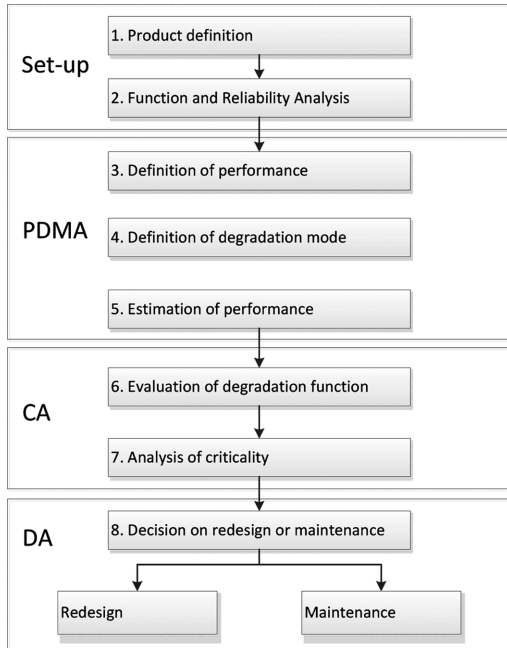 Set-up
1. Product definition
2. Function and Reliability Analysis
PDMA
3. Definition of performance
4. Definition of degradation mode
5. Estimation of performance
CA
6. Evaluation of degradation function
7. Analysis of criticality
DA
8. Decision on redesign or maintenance
Redesign
Maintenance